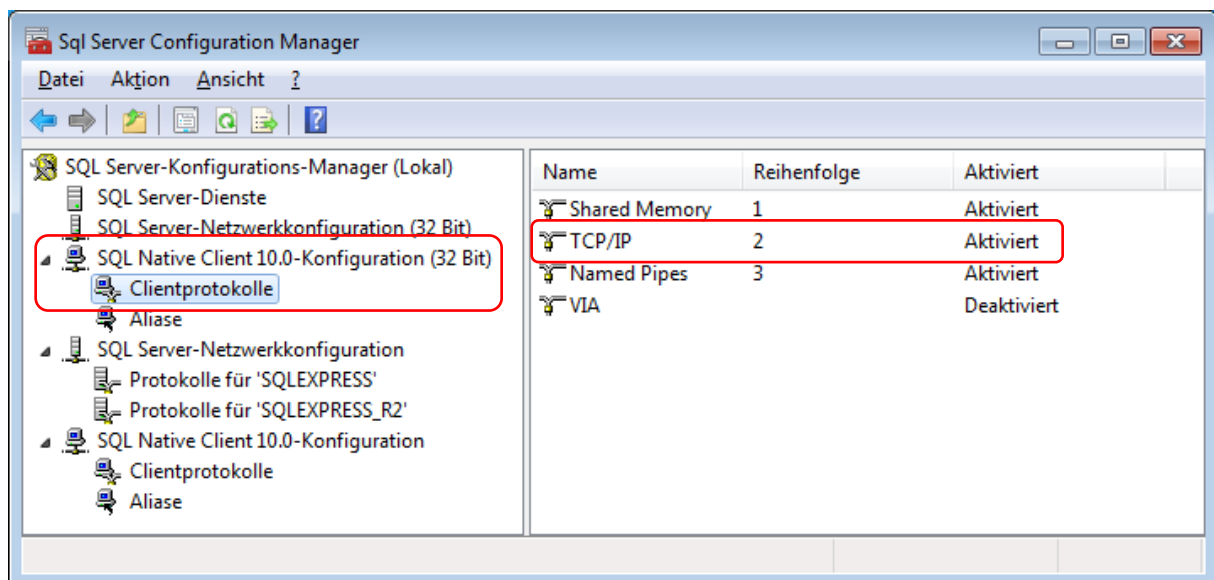 Sql Server Configuration Manager
Datei Aktion Ansicht ?
SQL Server-Konfigurations-Manager (Lokal)
SQL Server-Dienste
SQL Server-Netzwerkkonfiguration (32 Bit)
SQL Native Client 10.0-Konfiguration (32 Bit)
Clientprotokolle
Aliase
SQL Server-Netzwerkkonfiguration
Protokolle für 'SQLEXPRESS'
Protokolle für 'SQLEXPRESS_R2'
SQL Native Client 10.0-Konfiguration
Clientprotokolle
Aliase
Name Reihenfolge Aktiviert
Shared Memory 1 Aktiviert
TCP/IP 2 Aktiviert
Named Pipes 3 Aktiviert
VIA Deaktiviert